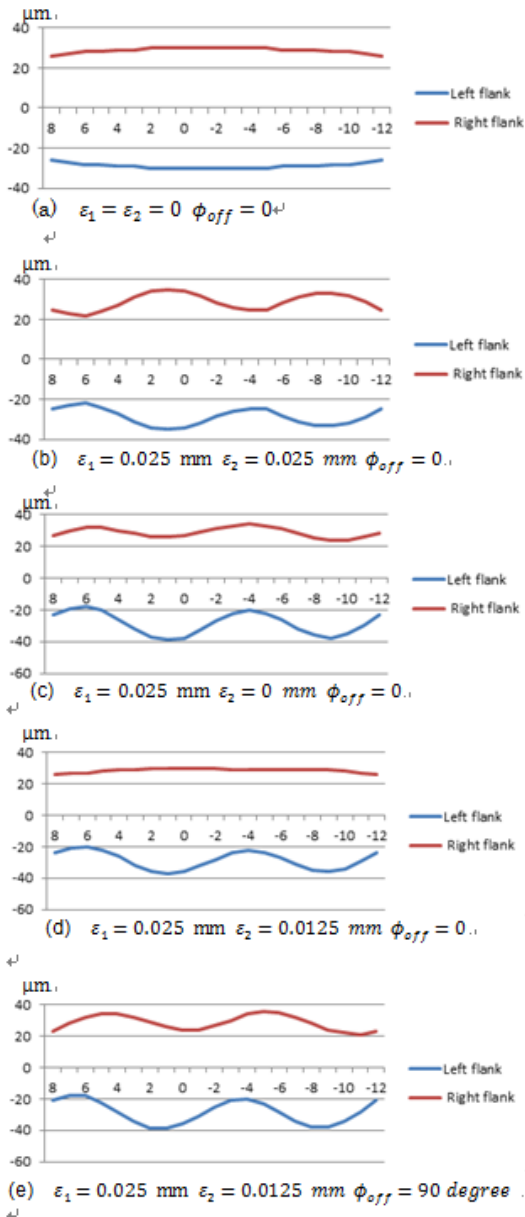 μm
40
20
0
8 6 4 2 0 -2 -4 -6 -8 -10 -12
-20
-40
Left flank
Right flank
(a) ε₁ = ε₂ = 0 ϕ_off = 0↵
↵
μm
40
20
0
8 6 4 2 0 -2 -4 -6 -8 -10 -12
-20
-40
Left flank
Right flank
(b) ε₁ = 0.025 mm ε₂ = 0.025 mm ϕ_off = 0
↵
μm
40
20
0
8 6 4 2 0 -2 -4 -6 -8 -10 -12
-20
-40
-60
Left flank
Right flank
(c) ε₁ = 0.025 mm ε₂ = 0 mm ϕ_off = 0
↵
μm
40
20
0
8 6 4 2 0 -2 -4 -6 -8 -10 -12
-20
-40
-60
Left flank
Right flank
(d) ε₁ = 0.025 mm ε₂ = 0.0125 mm ϕ_off = 0
↵
μm
40
20
0
8 6 4 2 0 -2 -4 -6 -8 -10 -12
-20
-40
-60
Left flank
Right flank
(e) ε₁ = 0.025 mm ε₂ = 0.0125 mm ϕ_off = 90 degree
↵